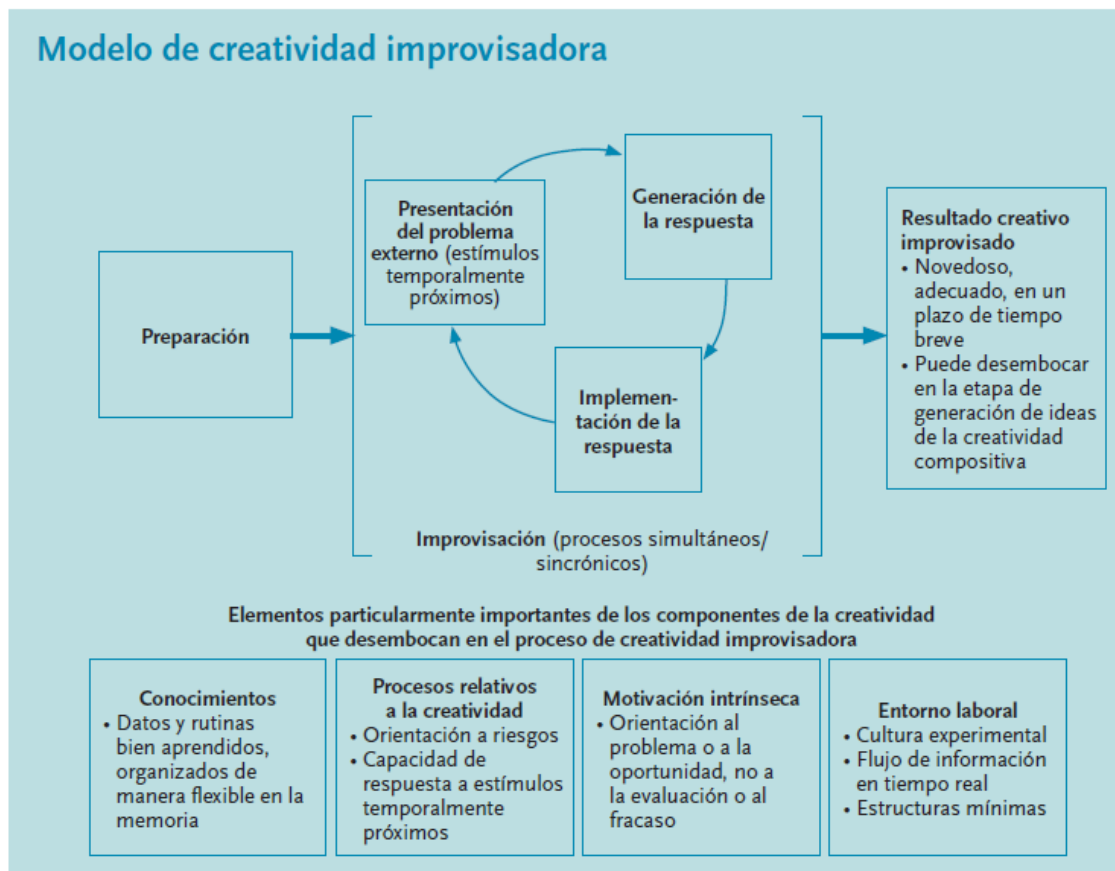 Modelo de creatividad improvisadora
Preparación
Presentación
del problema
externo (estímulos
temporalmente
próximos)
Generación de
la respuesta
Implemen-
tación de la
respuesta
Improvisación (procesos simultáneos/
sincrónicos)
Resultado creativo
improvisado
• Novedoso,
adecuado, en un
plazo de tiempo
breve
• Puede desembocar
en la etapa de
generación de ideas
de la creatividad
compositiva
Elementos particularmente importantes de los componentes de la creatividad
que desembocan en el proceso de creatividad improvisadora
Conocimientos
• Datos y rutinas
bien aprendidos,
organizados de
manera flexible en la
memoria
Procesos relativos
a la creatividad
• Orientación a riesgos
• Capacidad de
respuesta a estímulos
temporalmente
próximos
Motivación intrínseca
• Orientación al
problema o a la
oportunidad, no a
la evaluación o al
fracaso
Entorno laboral
• Cultura experimental
• Flujo de información
en tiempo real
• Estructuras mínimas